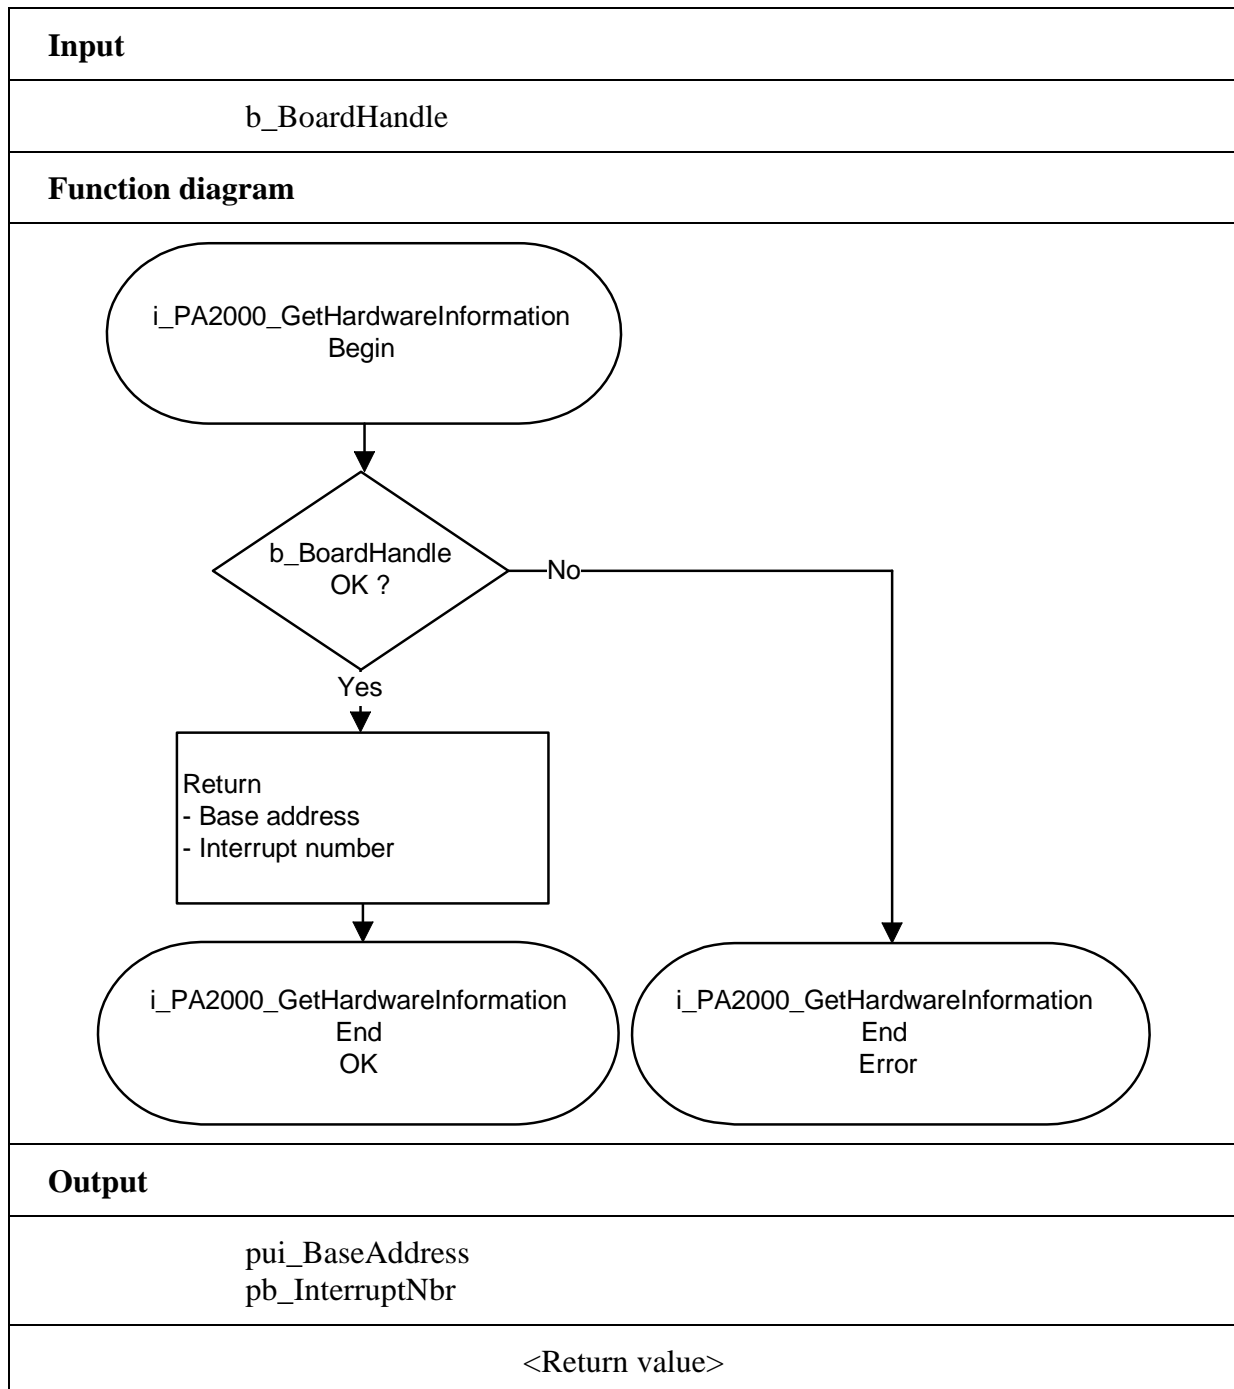 Input
b_BoardHandle
Function diagram
i_PA2000_GetHardwareInformation
Begin
b_BoardHandle
OK ?
No
Yes
Return
- Base address
- Interrupt number
i_PA2000_GetHardwareInformation
End
OK
i_PA2000_GetHardwareInformation
End
Error
Output
pui_BaseAddress
pb_InterruptNbr
<Return value>